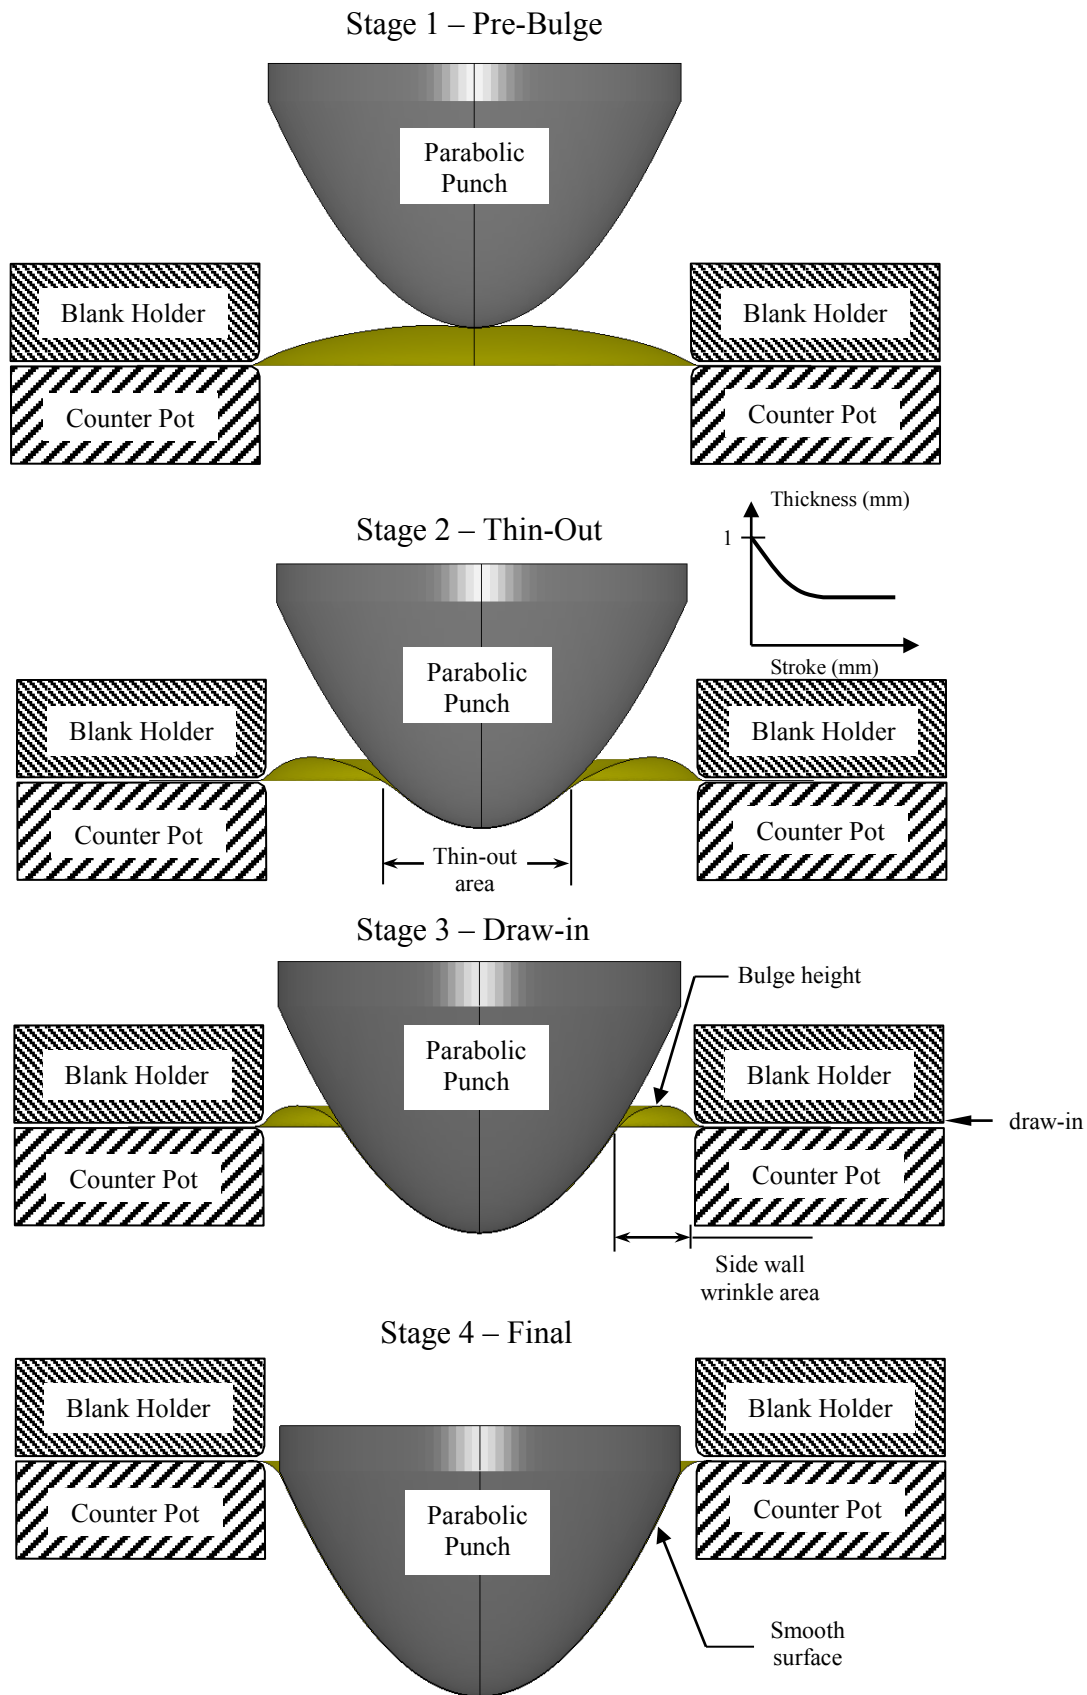 Stage 1 – Pre-Bulge
Parabolic
Punch
Blank Holder
Blank Holder
Counter Pot
Counter Pot
Stage 2 – Thin-Out
Thickness (mm)
1
Stroke (mm)
Parabolic
Punch
Blank Holder
Blank Holder
Counter Pot
Counter Pot
Thin-out
area
Stage 3 – Draw-in
Bulge height
Parabolic
Punch
Blank Holder
Blank Holder
draw-in
Counter Pot
Counter Pot
Side wall
wrinkle area
Stage 4 – Final
Blank Holder
Blank Holder
Parabolic
Punch
Counter Pot
Counter Pot
Smooth
surface